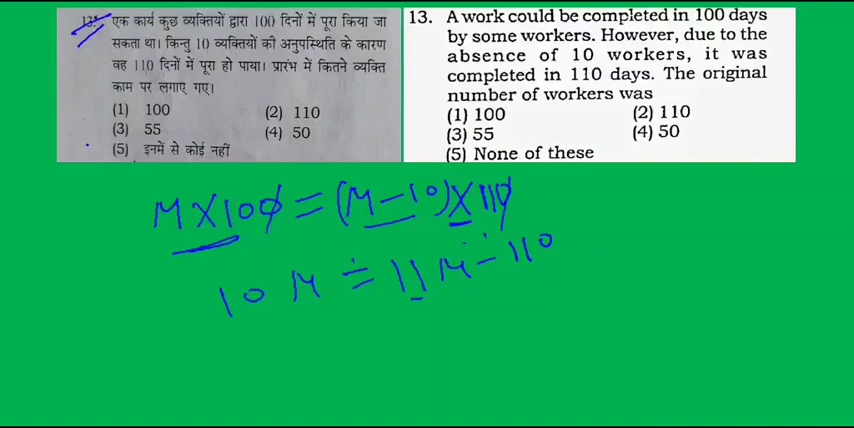 13. एक कार्य कुछ व्यक्तियों द्वारा 100 दिनों में पूरा किया जा
सकता था। किन्तु 10 व्यक्तियों की अनुपस्थिति के कारण
वह 110 दिनों में पूरा हो पाया। प्रारंभ में कितने व्यक्ति
काम पर लगाए गए।
(1) 100 (2) 110
(3) 55 (4) 50
(5) इनमें से कोई नहीं
13. A work could be completed in 100 days
by some workers. However, due to the
absence of 10 workers, it was
completed in 110 days. The original
number of workers was
(1) 100 (2) 110
(3) 55 (4) 50
(5) None of these
M × 100 = (M - 10) × 110
10 M = 11 M - 110